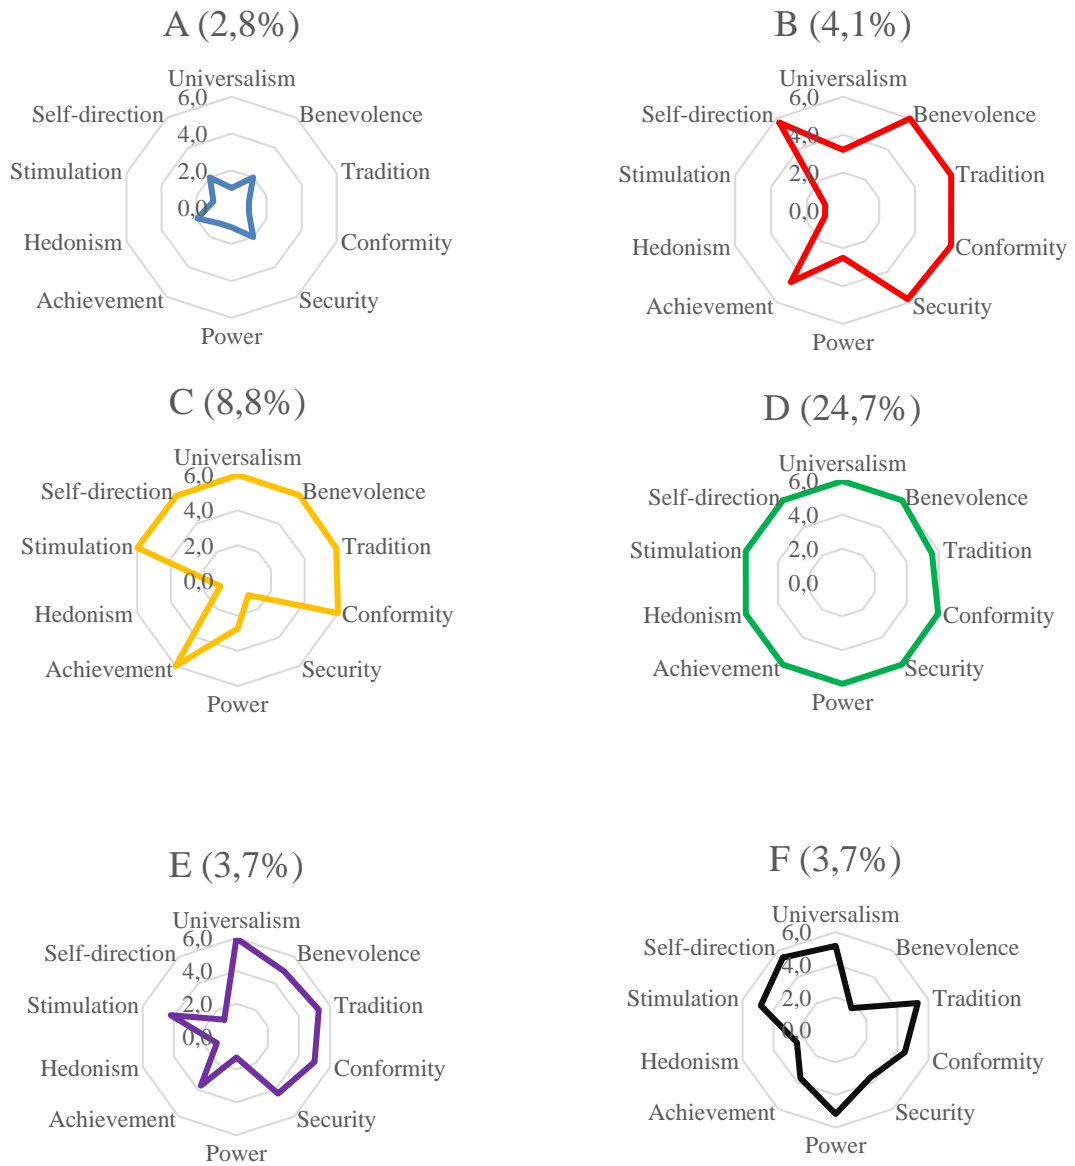 A (2,8%)
Universalism
Benevolence
Tradition
Conformity
Security
Power
Achievement
Hedonism
Stimulation
Self-direction
6,0
4,0
2,0
0,0
B (4,1%)
Universalism
Benevolence
Tradition
Conformity
Security
Power
Achievement
Hedonism
Stimulation
Self-direction
6,0
4,0
2,0
0,0
C (8,8%)
Universalism
Benevolence
Tradition
Conformity
Security
Power
Achievement
Hedonism
Stimulation
Self-direction
6,0
4,0
2,0
0,0
D (24,7%)
Universalism
Benevolence
Tradition
Conformity
Security
Power
Achievement
Hedonism
Stimulation
Self-direction
6,0
4,0
2,0
0,0
E (3,7%)
Universalism
Benevolence
Tradition
Conformity
Security
Power
Achievement
Hedonism
Stimulation
Self-direction
6,0
4,0
2,0
0,0
F (3,7%)
Universalism
Benevolence
Tradition
Conformity
Security
Power
Achievement
Hedonism
Stimulation
Self-direction
6,0
4,0
2,0
0,0